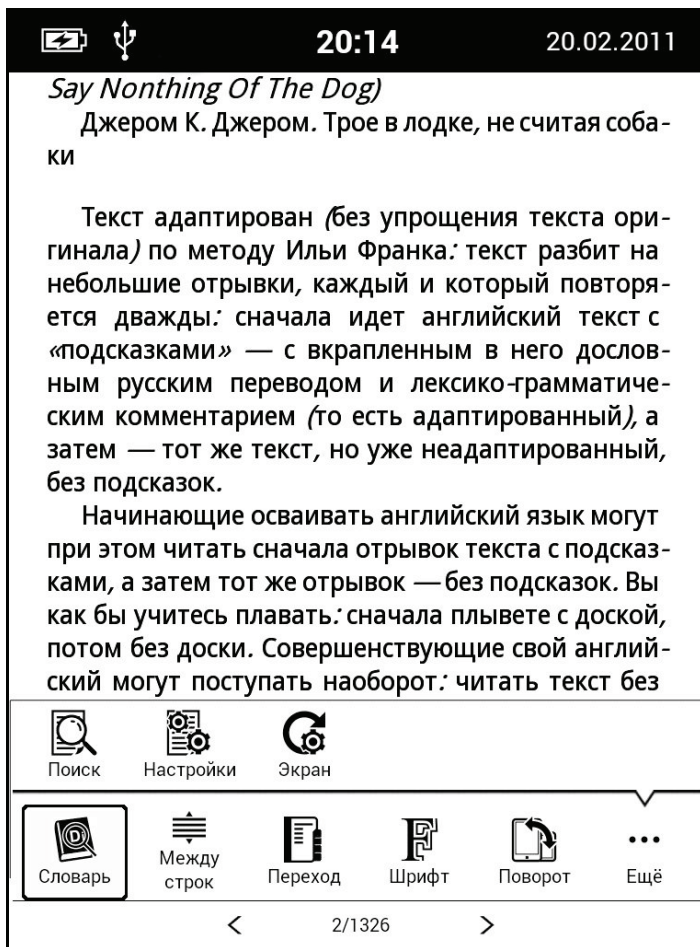 20:14 20.02.2011
Say Nonthing Of The Dog)
Джером К. Джером. Трое в лодке, не считая соба-
ки
Текст адаптирован (без упрощения текста ори-
гинала) по методу Ильи Франка: текст разбит на
небольшие отрывки, каждый и который повторя-
ется дважды: сначала идет английский текст с
«подсказками» — с вкрапленным в него дослов-
ным русским переводом и лексико-грамматиче-
ским комментарием (то есть адаптированный), а
затем — тот же текст, но уже неадаптированный,
без подсказок.
Начинающие осваивать английский язык могут
при этом читать сначала отрывок текста с подсказ-
ками, а затем тот же отрывок — без подсказок. Вы
как бы учитесь плавать: сначала плывете с доской,
потом без доски. Совершенствующие свой англий-
ский могут поступать наоборот: читать текст без
Поиск Настройки Экран
Словарь Между строк Переход Шрифт Поворот Ещё
< 2/1326 >